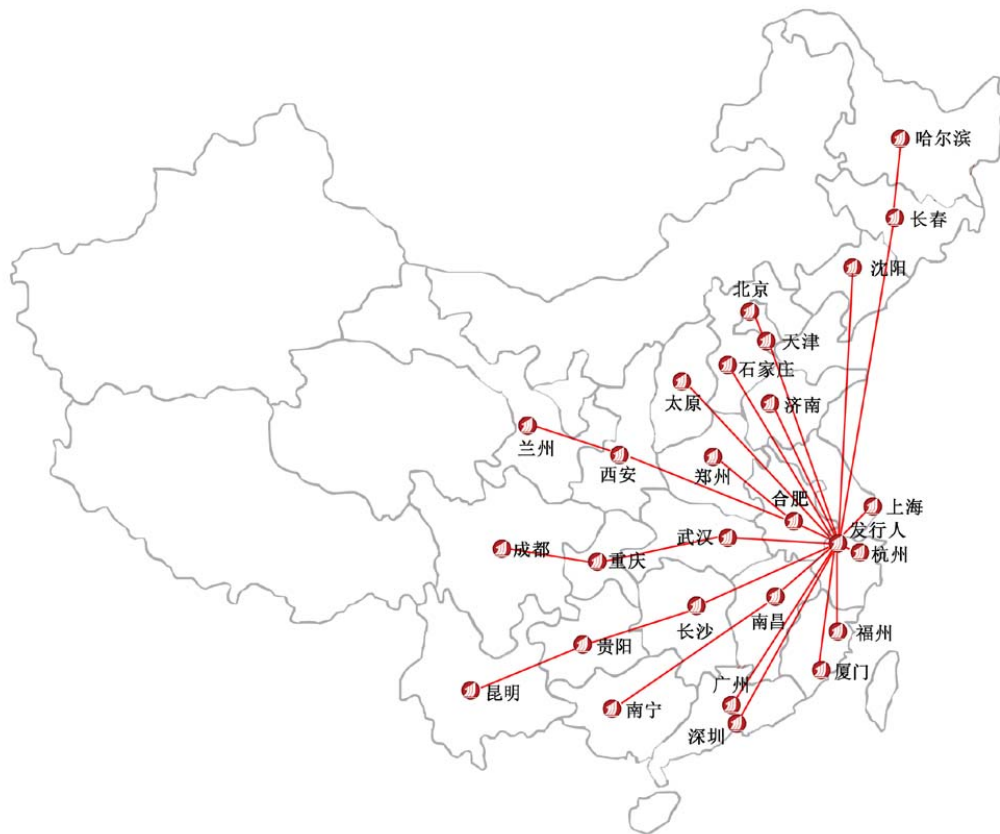 哈尔滨
长春
沈阳
北京
天津
石家庄
太原
济南
兰州
西安
郑州
合肥
上海
发行人
杭州
武汉
成都
重庆
南昌
长沙
福州
贵阳
厦门
昆明
广州
南宁
深圳